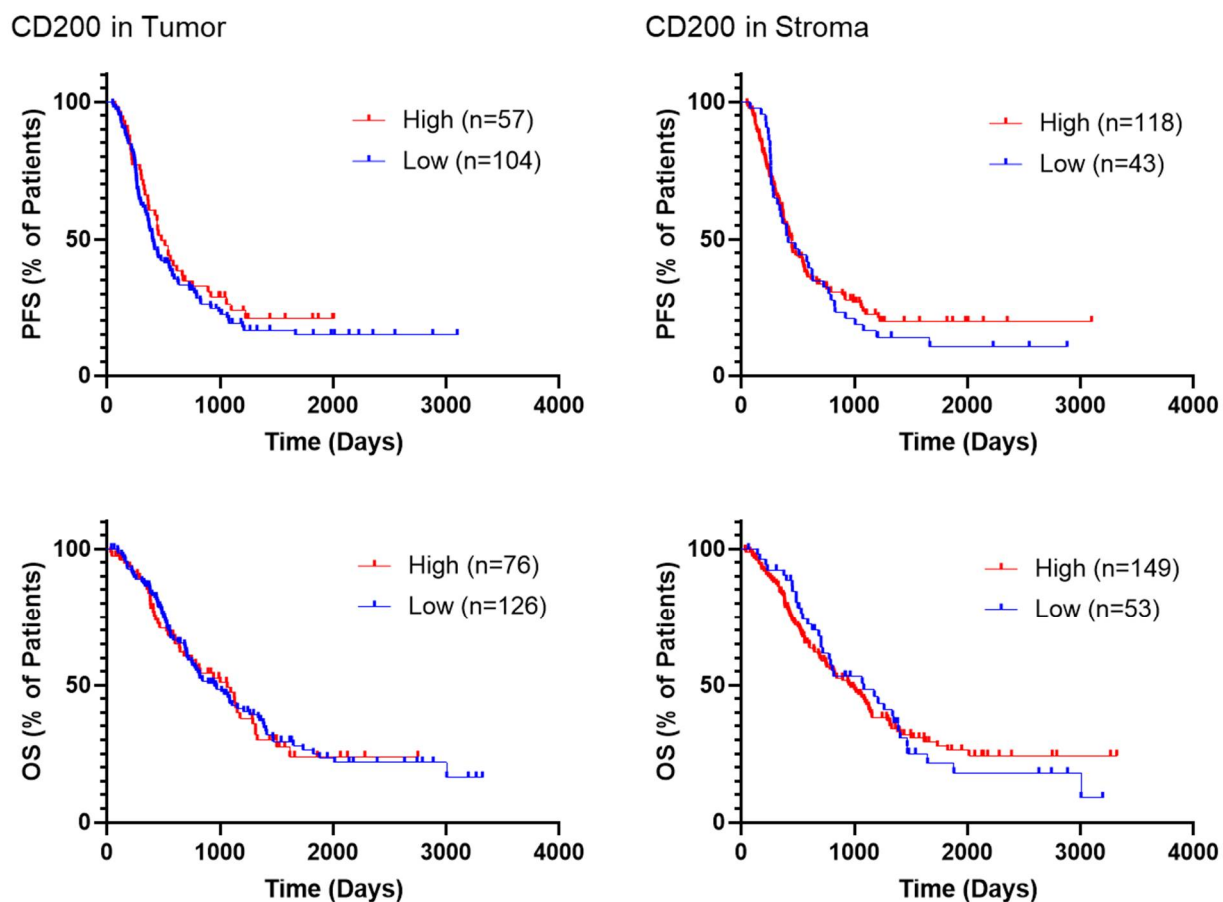 CD200 in Tumor
CD200 in Stroma
100
50
0
PFS (% of Patients)
High (n=57)
Low (n=104)
0 1000 2000 3000 4000
Time (Days)
100
50
0
PFS (% of Patients)
High (n=118)
Low (n=43)
0 1000 2000 3000 4000
Time (Days)
100
50
0
OS (% of Patients)
High (n=76)
Low (n=126)
0 1000 2000 3000 4000
Time (Days)
100
50
0
OS (% of Patients)
High (n=149)
Low (n=53)
0 1000 2000 3000 4000
Time (Days)